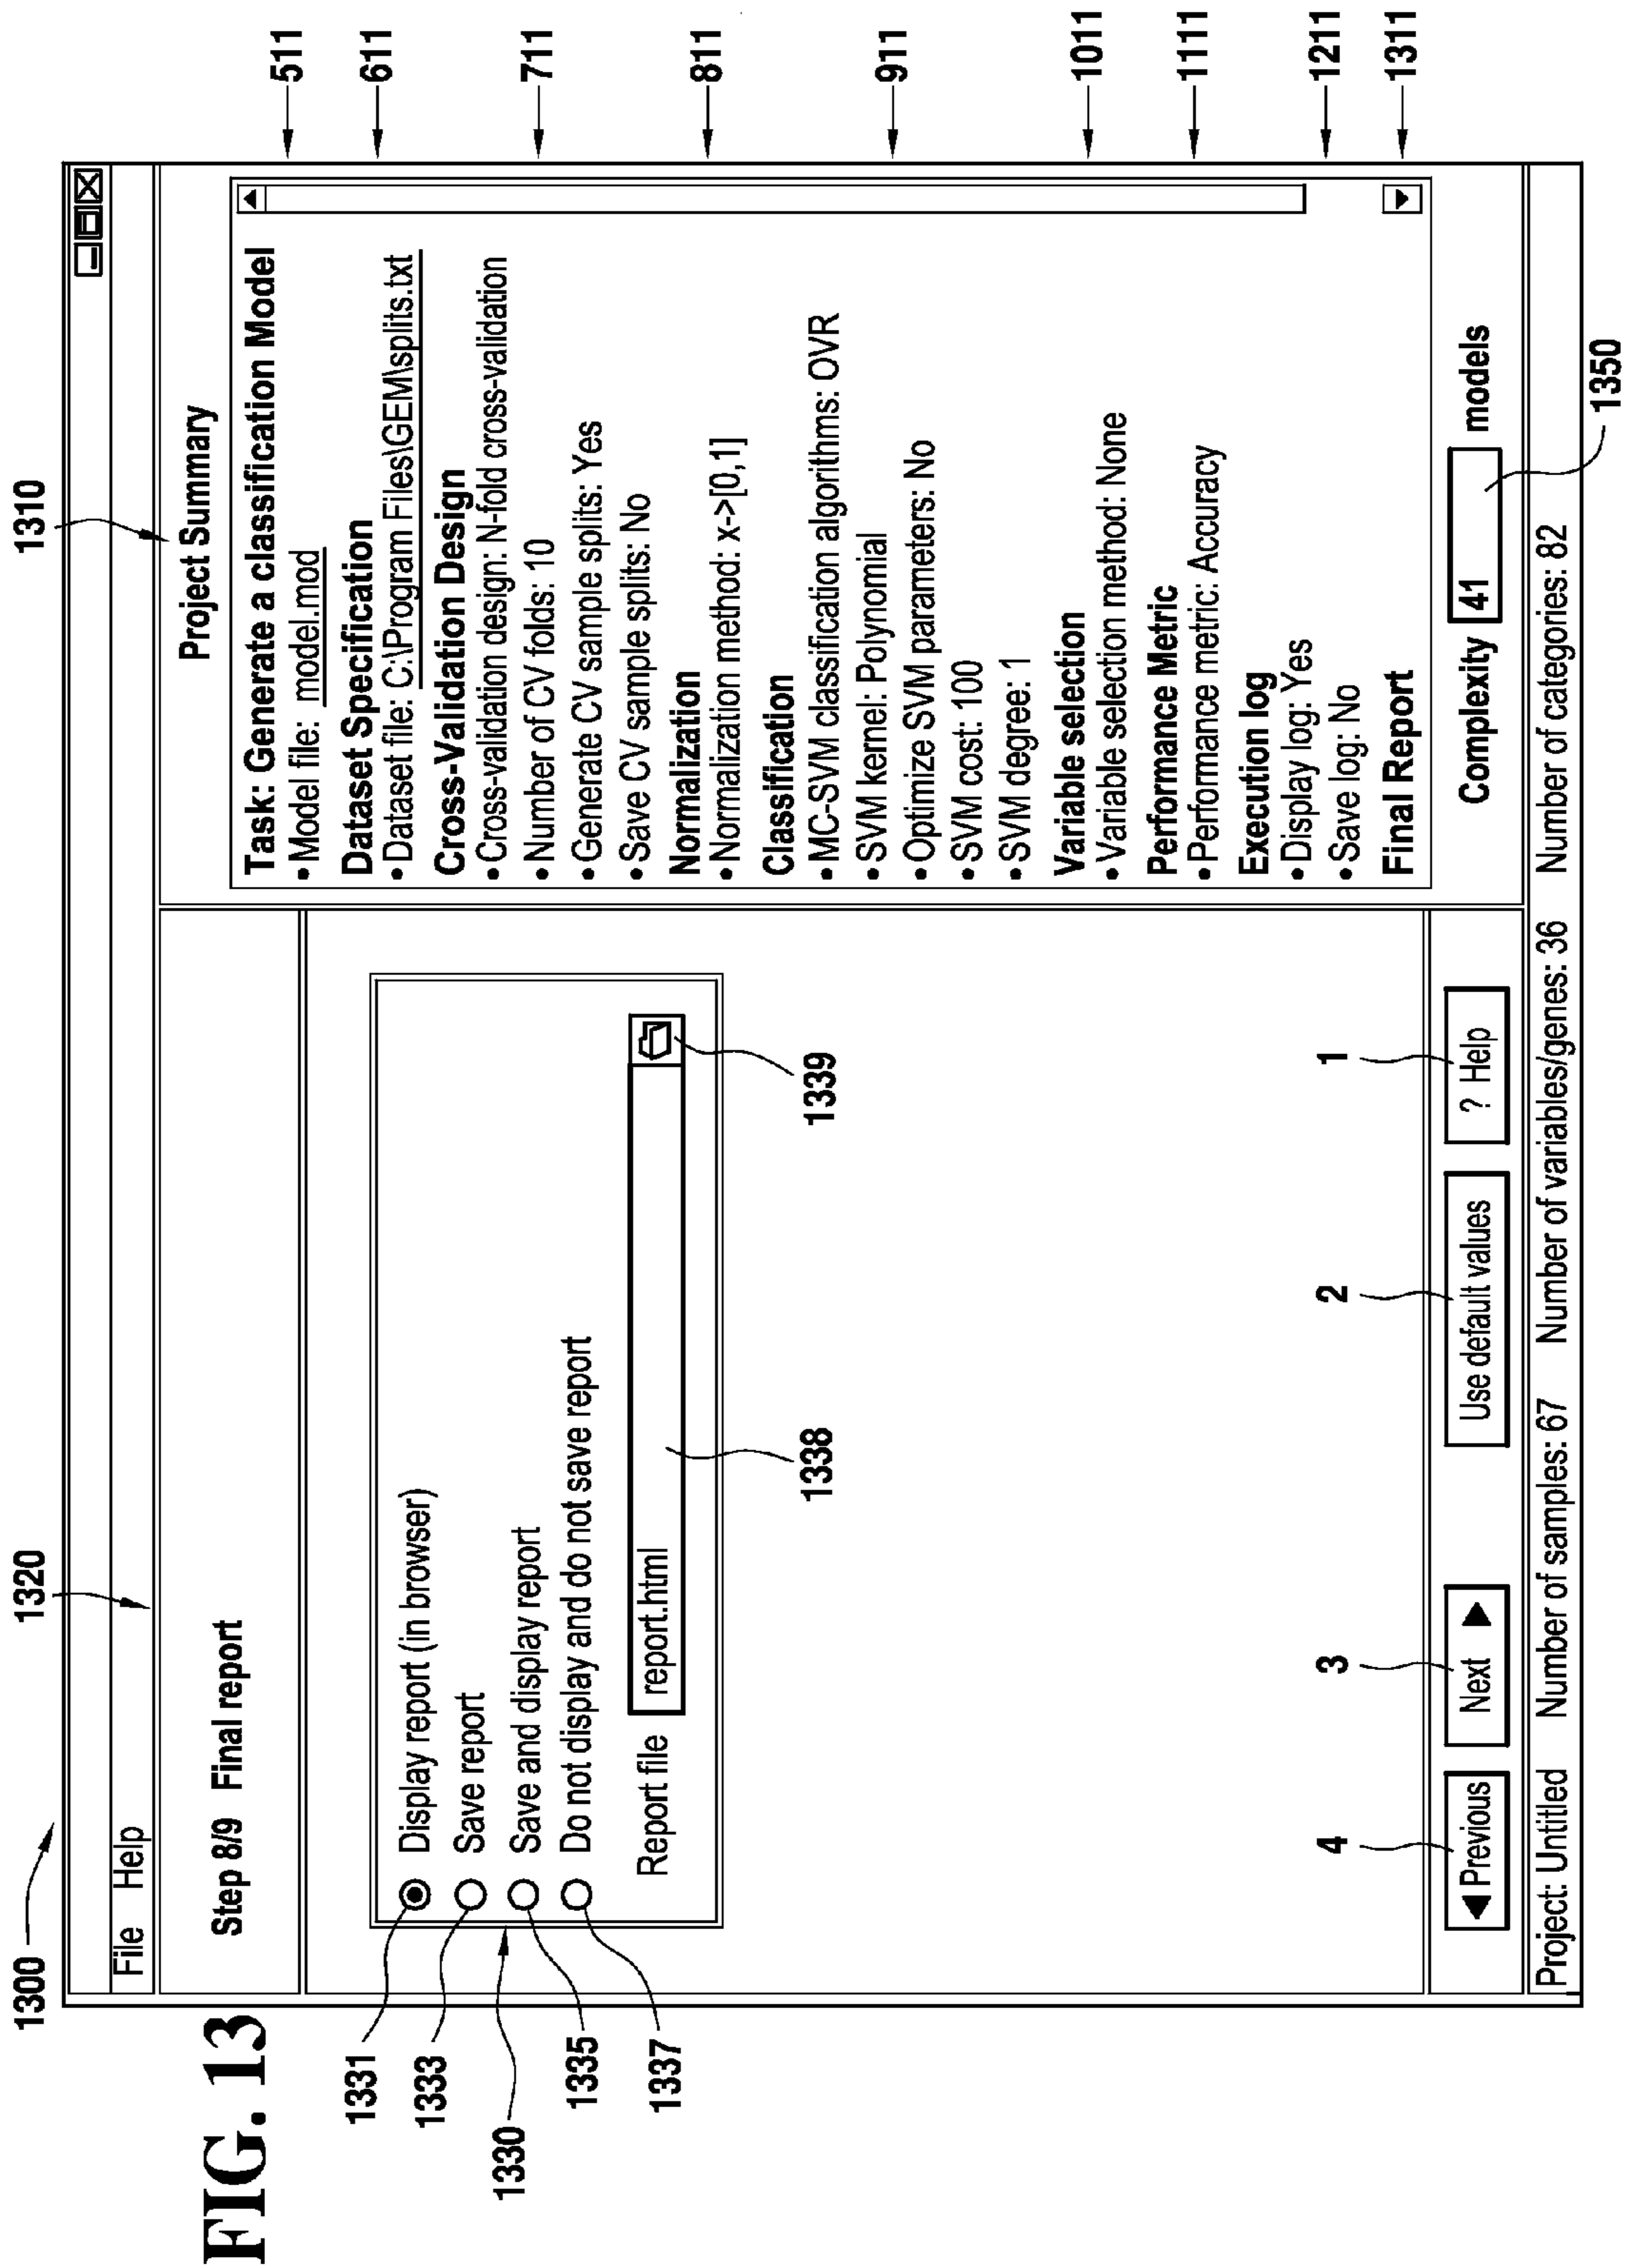 FIG. 13
1300
1320
1310
File Help
Step 8/9 Final report
Display report (in browser)
Save report
Save and display report
Do not display and do not save report
Report file report.html
1331
1333
1330
1335
1337
1338
1339
Project Summary
Task: Generate a classification Model
• Model file: model.mod
Dataset Specification
• Dataset file: C:\Program Files\GEM\splits.txt
Cross-Validation Design
• Cross-validation design: N-fold cross-validation
• Number of CV folds: 10
• Generate CV sample splits: Yes
• Save CV sample splits: No
Normalization
• Normalization method: x->[0,1]
Classification
• MC-SVM classification algorithms: OVR
• SVM kernel: Polynomial
• Optimize SVM parameters: No
• SVM cost: 100
• SVM degree: 1
Variable selection
• Variable selection method: None
Performance Metric
• Performance metric: Accuracy
Execution log
• Display log: Yes
• Save log: No
Final Report
511
611
711
811
911
1011
1111
1211
1311
4
3
2
1
Previous
Next
Use default values
? Help
Complexity 41 models
Project: Untitled Number of samples: 67 Number of variables/genes: 36 Number of categories: 82
1350